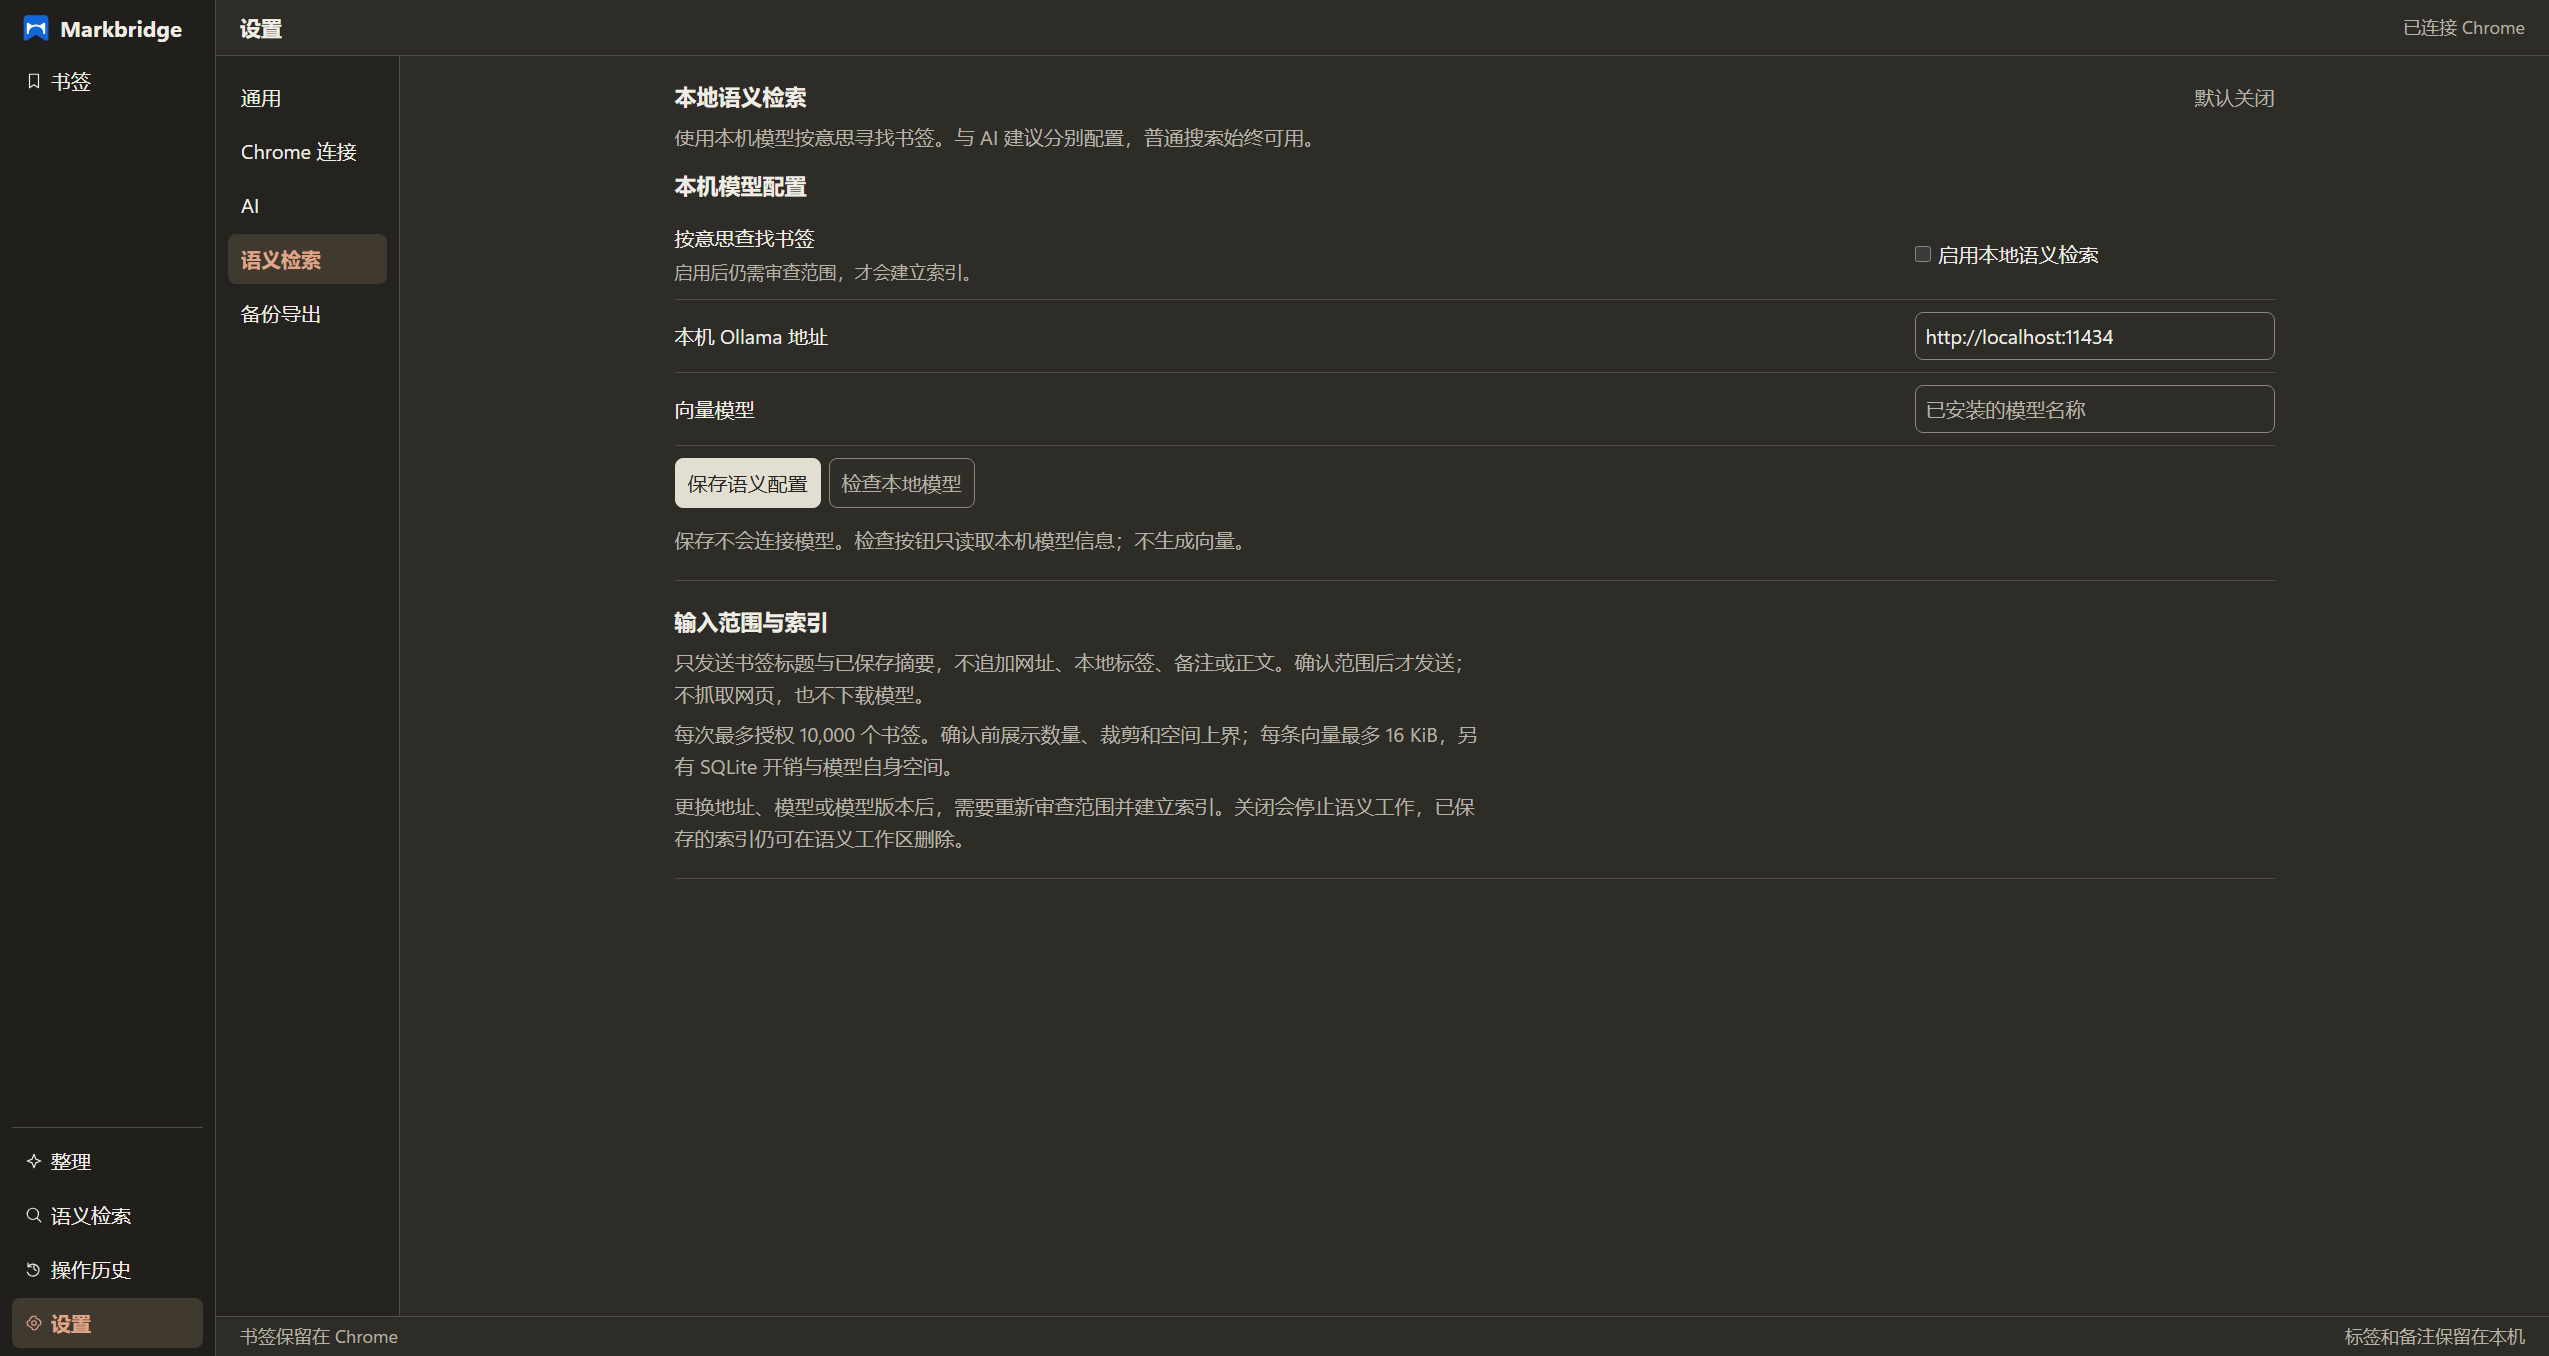 Markbridge
书签
整理
语义检索
操作历史
设置
设置
已连接 Chrome
通用
Chrome 连接
AI
语义检索
备份导出
本地语义检索
默认关闭
使用本机模型按意思寻找书签。与 AI 建议分别配置，普通搜索始终可用。
本机模型配置
按意思查找书签
启用后仍需审查范围，才会建立索引。
启用本地语义检索
本机 Ollama 地址
http://localhost:11434
向量模型
已安装的模型名称
保存语义配置
检查本地模型
保存不会连接模型。检查按钮只读取本机模型信息；不生成向量。
输入范围与索引
只发送书签标题与已保存摘要，不追加网址、本地标签、备注或正文。确认范围后才发送；
不抓取网页，也不下载模型。
每次最多授权 10,000 个书签。确认前展示数量、裁剪和空间上界；每条向量最多 16 KiB，另
有 SQLite 开销与模型自身空间。
更换地址、模型或模型版本后，需要重新审查范围并建立索引。关闭会停止语义工作，已保
存的索引仍可在语义工作区删除。
书签保留在 Chrome
标签和备注保留在本机